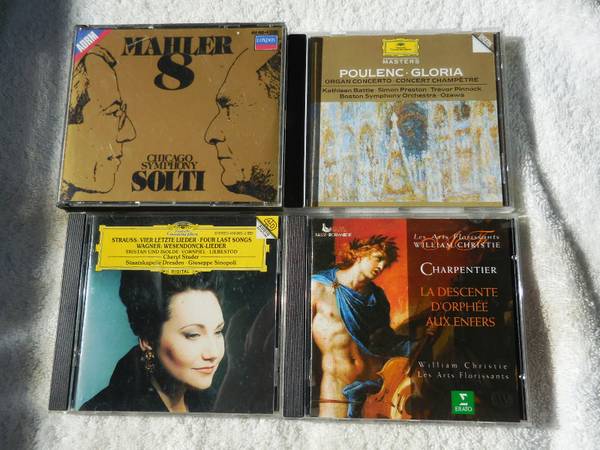 ADRM
MAHLER
8
LONDON
CHICAGO
SYMPHONY
SOLTI
MASTERS
POULENC · GLORIA
ORGAN CONCERTO · CONCERT CHAMPÊTRE
Kathleen Battle · Simon Preston · Trevor Pinnock
Boston Symphony Orchestra · Ozawa
STRAUSS: VIER LETZTE LIEDER · FOUR LAST SONGS
WAGNER: WESENDONCK-LIEDER
TRISTAN UND ISOLDE · VORSPIEL · LIEBESTOD
Cheryl Studer
Staatskapelle Dresden · Giuseppe Sinopoli
DIGITAL
Les Arts Florissants
WILLIAM CHRISTIE
CHARPENTIER
LA DESCENTE
D'ORPHÉE
AUX ENFERS
William Christie
Les Arts Florissants
ERATO